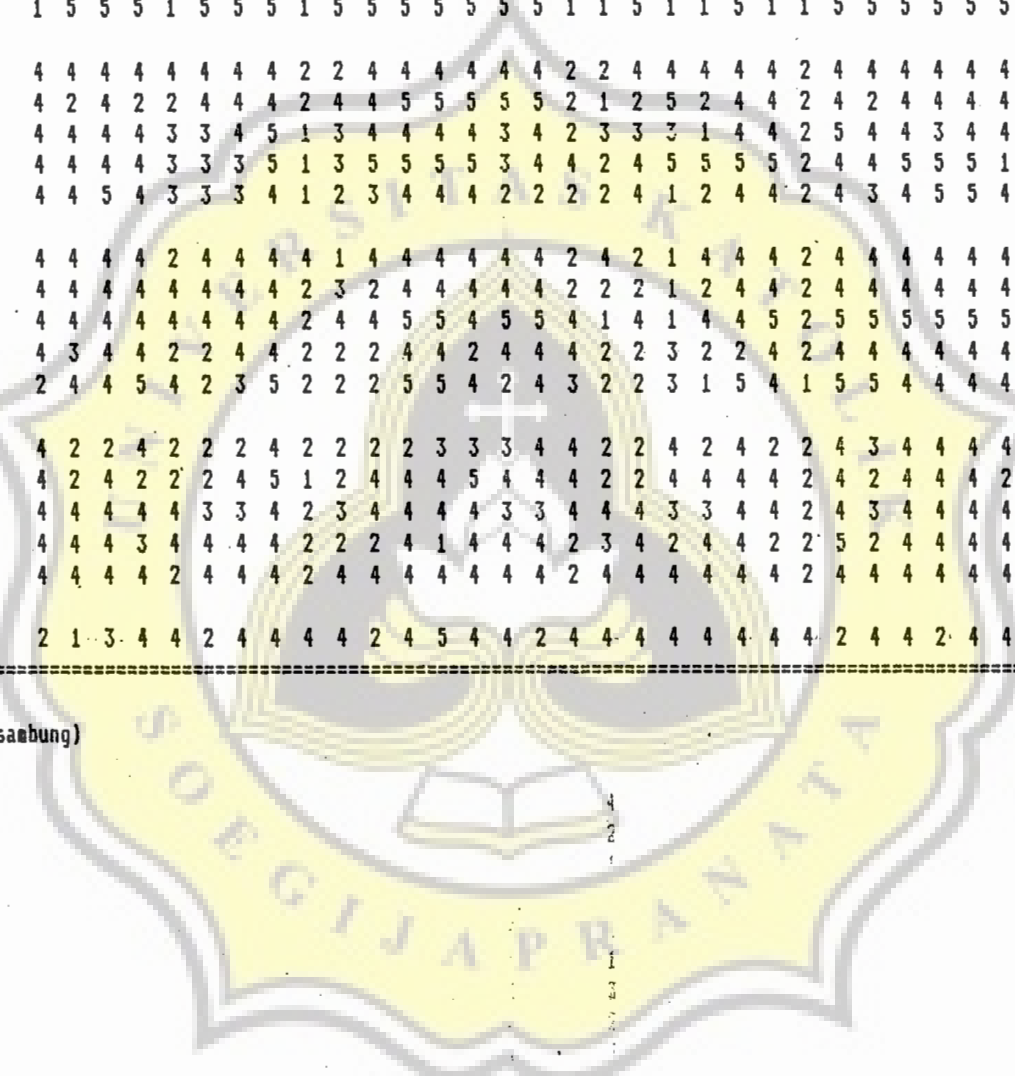 1 5 5 5 1 5 5 5 1 5 5 5 5 5 5 5 1 1 5 1 1 5 1 1 5 5 5 5 5 5
4 4 4 4 4 4 4 4 2 2 4 4 4 4 4 4 2 2 4 4 4 4 4 2 4 4 4 4 4 4
4 2 4 2 2 4 4 4 2 4 4 5 5 5 5 5 2 1 2 5 2 4 4 2 4 2 4 4 4 4
4 4 4 4 3 3 4 5 1 3 4 4 4 4 3 4 2 3 3 3 1 4 4 2 5 4 4 3 4 4
4 4 4 4 3 3 3 5 1 3 5 5 5 5 3 4 4 2 4 5 5 5 5 2 4 4 5 5 5 1
4 4 5 4 3 3 3 4 1 2 3 4 4 4 2 2 2 2 4 1 2 4 4 2 4 3 4 5 5 4
4 4 4 4 2 4 4 4 4 1 4 4 4 4 4 4 2 4 2 1 4 4 4 2 4 4 4 4 4 4
4 4 4 4 4 4 4 4 2 3 2 4 4 4 4 4 2 2 2 1 2 4 4 2 4 4 4 4 4 4
4 4 4 4 4 4 4 4 2 4 4 5 5 4 5 5 4 1 4 1 4 4 5 2 5 5 5 5 5 5
4 3 4 4 2 2 4 4 2 2 2 4 4 2 4 4 4 2 2 3 2 2 4 2 4 4 4 4 4 4
2 4 4 5 4 2 3 5 2 2 2 5 5 4 2 4 3 2 2 3 1 5 4 1 5 5 4 4 4 4
4 2 2 4 2 2 2 4 2 2 2 2 3 3 3 4 4 2 2 4 2 4 2 2 4 3 4 4 4 4
4 2 4 2 2 2 4 5 1 2 4 4 4 5 4 4 4 2 2 4 4 4 4 2 4 2 4 4 4 2
4 4 4 4 4 3 3 4 2 3 4 4 4 4 3 3 4 4 4 3 3 4 4 2 4 3 4 4 4 4
4 4 4 3 4 4 4 4 2 2 2 4 1 4 4 4 2 3 4 2 4 4 2 2 5 2 4 4 4 4
4 4 4 4 2 4 4 4 2 4 4 4 4 4 4 4 2 4 4 4 4 4 4 2 4 4 4 4 4 4
2 1 3 4 4 2 4 4 4 4 2 4 5 4 4 2 4 4 4 4 4 4 4 4 2 4 4 2 4 4
sambung)
UNIVERSITAS KATOLIK
SOEGIJAPRANATA